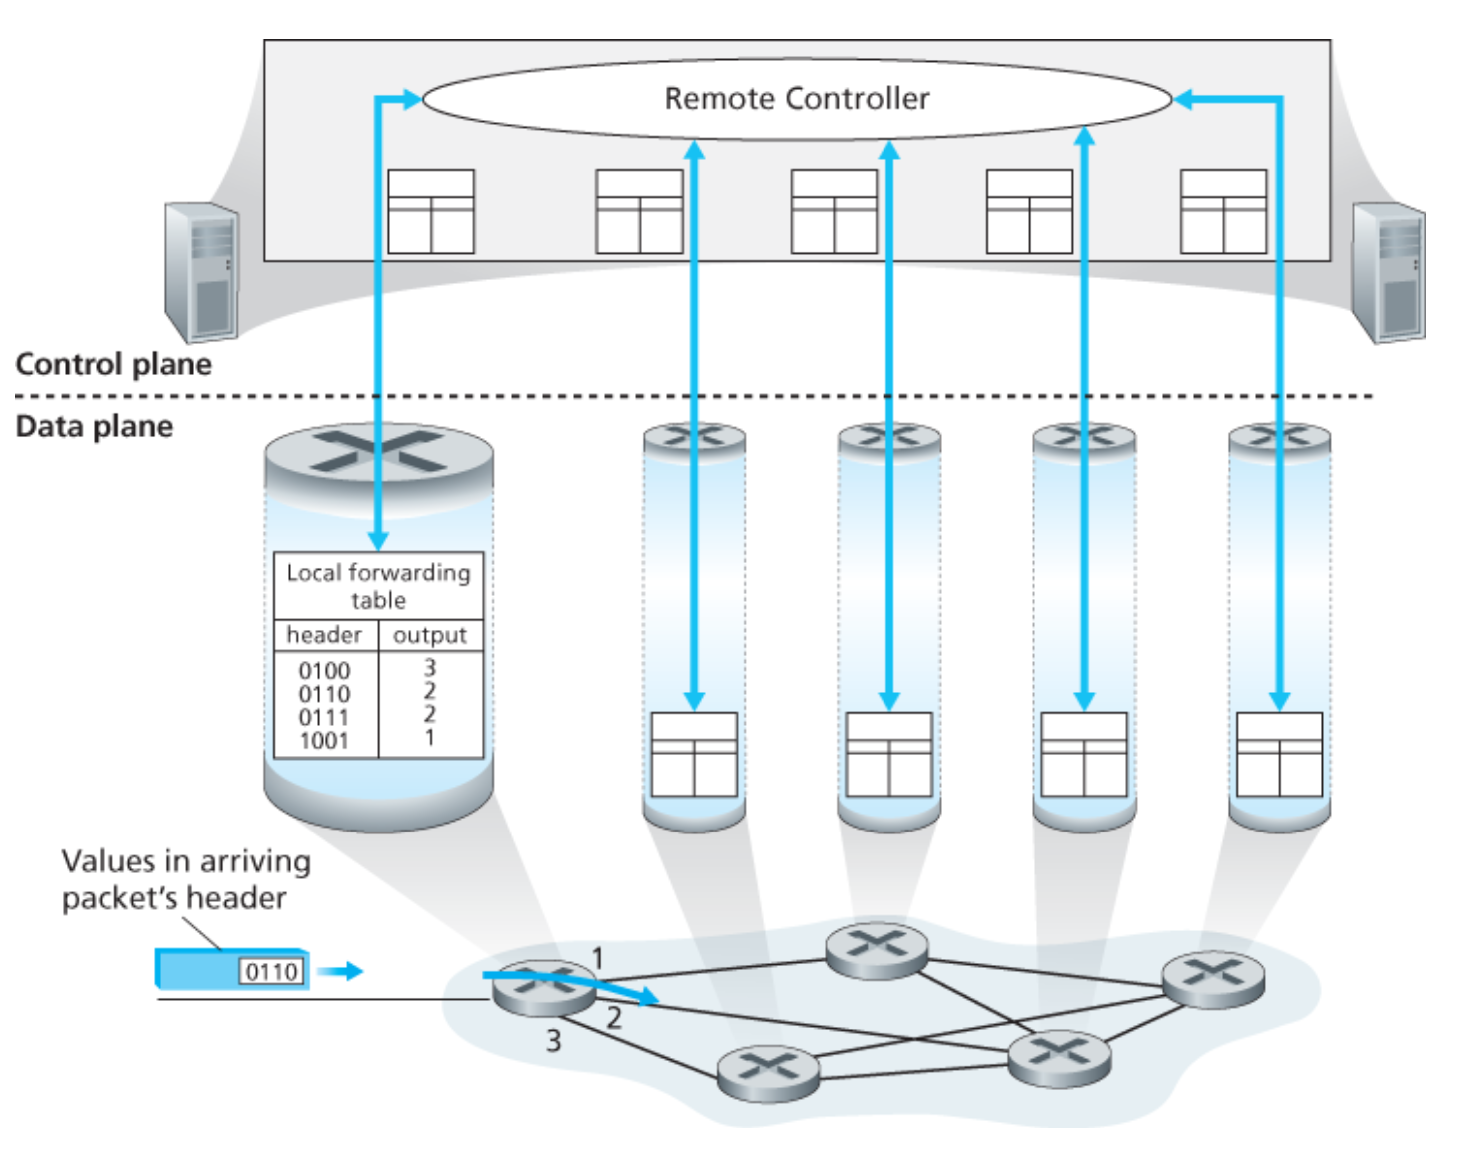 Remote Controller
Control plane
Data plane
Local forwarding
table
header output
0100 3
0110 2
0111 2
1001 1
Values in arriving
packet's header
0110
1
2
3